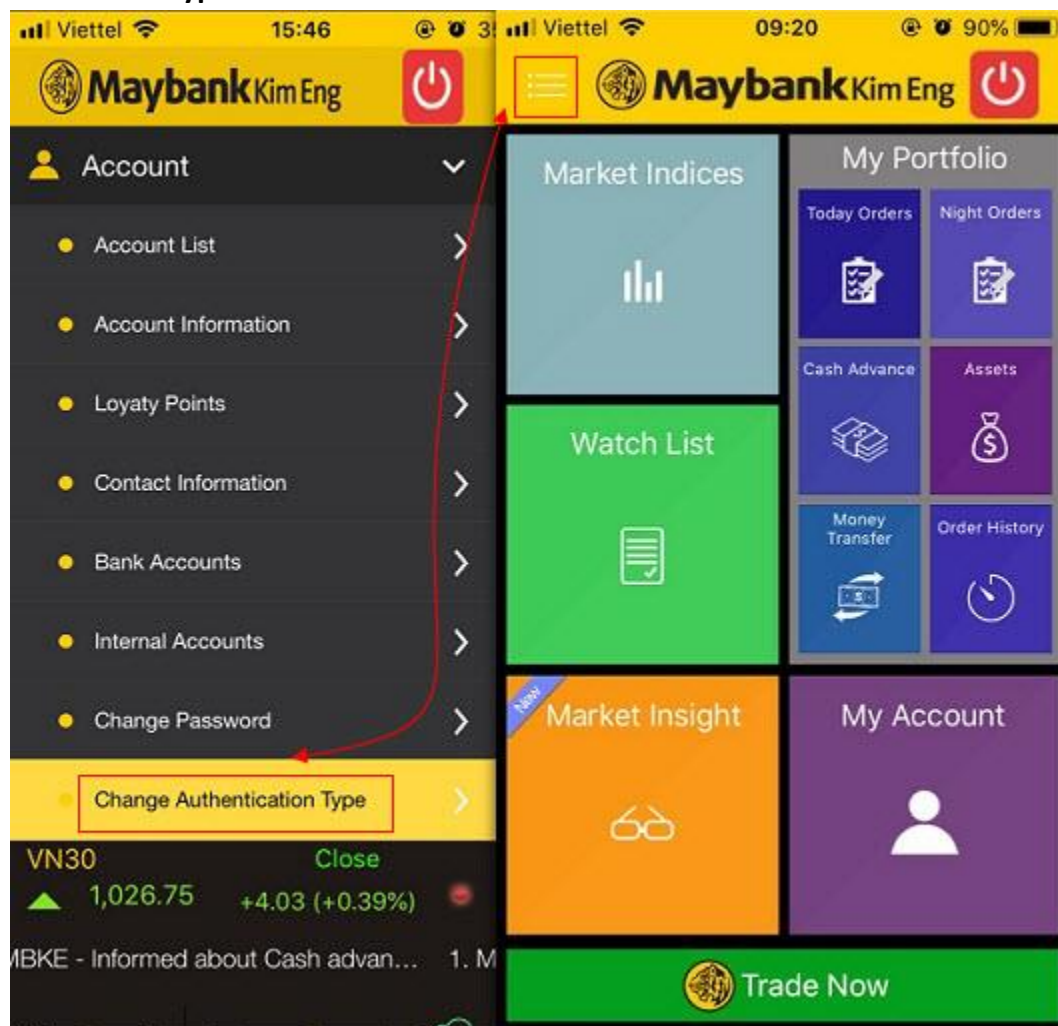 Viettel 15:46
Maybank Kim Eng
Account
Account List
Account Information
Loyaty Points
Contact Information
Bank Accounts
Internal Accounts
Change Password
Change Authentication Type
VN30 Close
1,026.75 +4.03 (+0.39%)
MBKE - Informed about Cash advan... 1. M
Viettel 09:20 90%
Maybank Kim Eng
Market Indices
My Portfolio
Today Orders Night Orders
Cash Advance Assets
Watch List
Money
Transfer
Order History
New
Market Insight
My Account
Trade Now